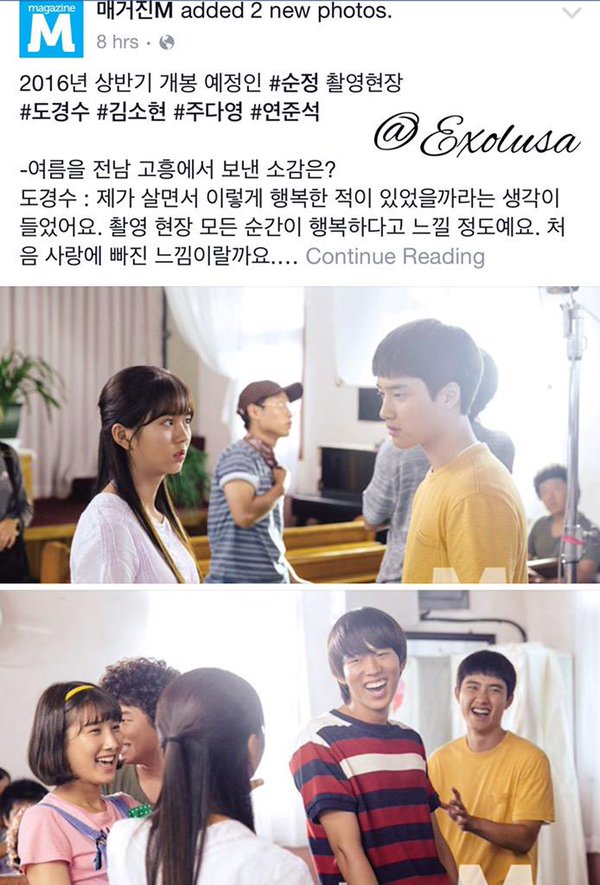 magazine
M
매거진M added 2 new photos.
8 hrs ·
2016년 상반기 개봉 예정인 #순정 촬영현장
#도경수 #김소현 #주다영 #연준석
@Exolusa
-여름을 전남 고흥에서 보낸 소감은?
도경수 : 제가 살면서 이렇게 행복한 적이 있었을까라는 생각이
들었어요. 촬영 현장 모든 순간이 행복하다고 느낄 정도예요. 처
음 사랑에 빠진 느낌이랄까요.… Continue Reading
M
M